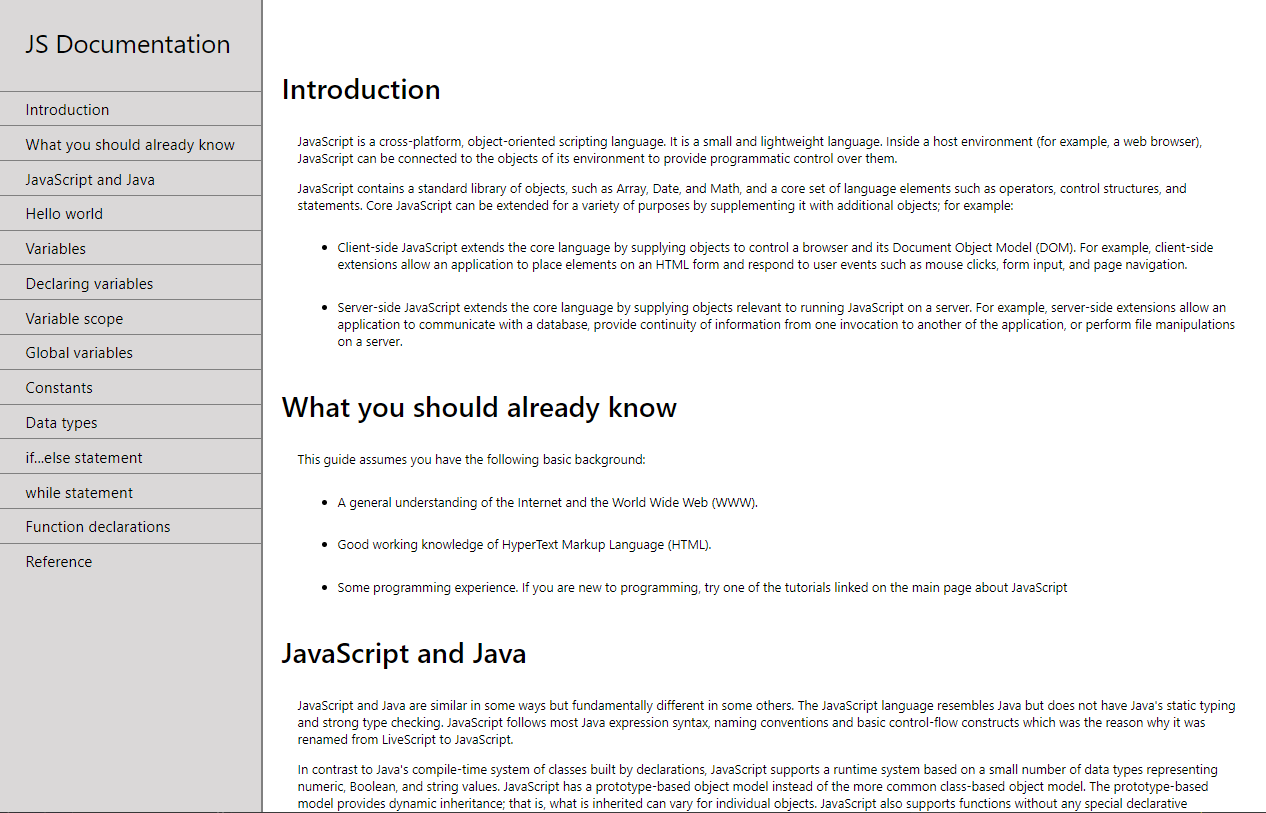 JS Documentation
Introduction
What you should already know
JavaScript and Java
Hello world
Variables
Declaring variables
Variable scope
Global variables
Constants
Data types
if...else statement
while statement
Function declarations
Reference
Introduction
JavaScript is a cross-platform, object-oriented scripting language. It is a small and lightweight language. Inside a host environment (for example, a web browser),
JavaScript can be connected to the objects of its environment to provide programmatic control over them.
JavaScript contains a standard library of objects, such as Array, Date, and Math, and a core set of language elements such as operators, control structures, and
statements. Core JavaScript can be extended for a variety of purposes by supplementing it with additional objects; for example:
• Client-side JavaScript extends the core language by supplying objects to control a browser and its Document Object Model (DOM). For example, client-side
extensions allow an application to place elements on an HTML form and respond to user events such as mouse clicks, form input, and page navigation.
• Server-side JavaScript extends the core language by supplying objects relevant to running JavaScript on a server. For example, server-side extensions allow an
application to communicate with a database, provide continuity of information from one invocation to another of the application, or perform file manipulations
on a server.
What you should already know
This guide assumes you have the following basic background:
• A general understanding of the Internet and the World Wide Web (WWW).
• Good working knowledge of HyperText Markup Language (HTML).
• Some programming experience. If you are new to programming, try one of the tutorials linked on the main page about JavaScript
JavaScript and Java
JavaScript and Java are similar in some ways but fundamentally different in some others. The JavaScript language resembles Java but does not have Java's static typing
and strong type checking. JavaScript follows most Java expression syntax, naming conventions and basic control-flow constructs which was the reason why it was
renamed from LiveScript to JavaScript.
In contrast to Java's compile-time system of classes built by declarations, JavaScript supports a runtime system based on a small number of data types representing
numeric, Boolean, and string values. JavaScript has a prototype-based object model instead of the more common class-based object model. The prototype-based
model provides dynamic inheritance; that is, what is inherited can vary for individual objects. JavaScript also supports functions without any special declarative